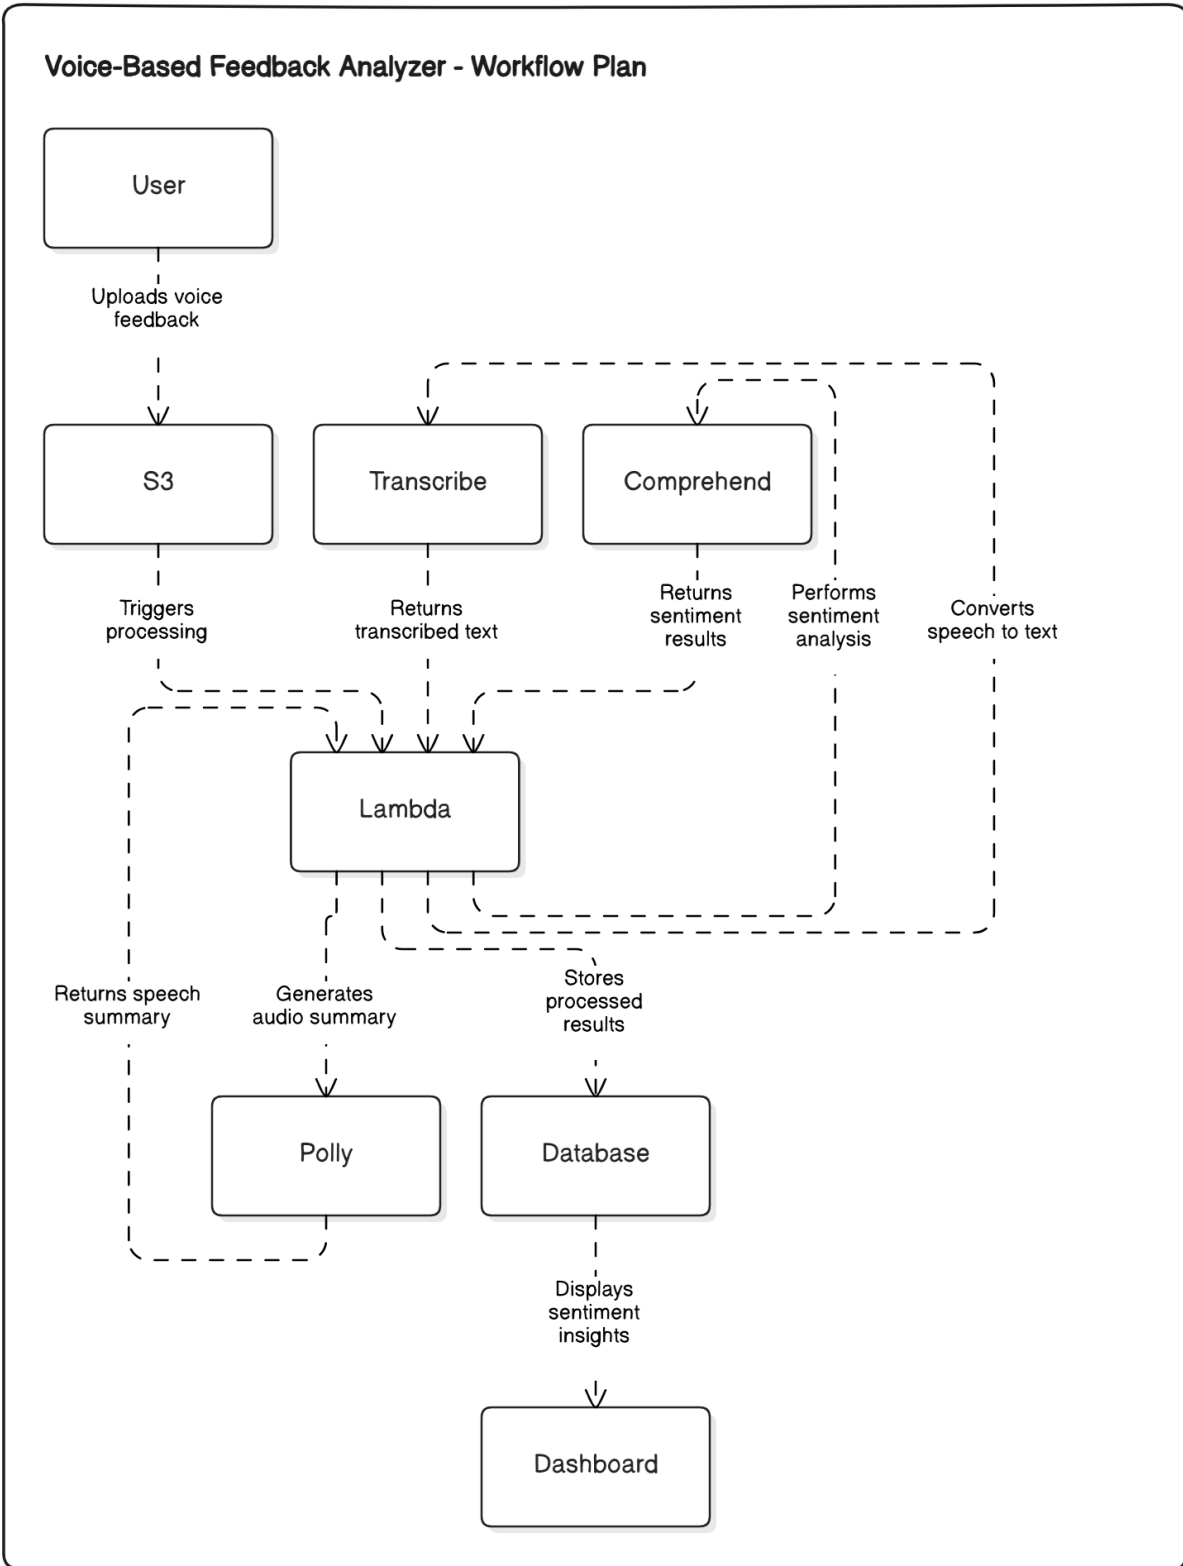 Voice-Based Feedback Analyzer - Workflow Plan
User
Uploads voice
feedback
S3
Transcribe
Comprehend
Triggers
processing
Returns
transcribed text
Returns
sentiment
results
Performs
sentiment
analysis
Converts
speech to text
Lambda
Returns speech
summary
Generates
audio summary
Stores
processed
results
Polly
Database
Displays
sentiment
insights
Dashboard